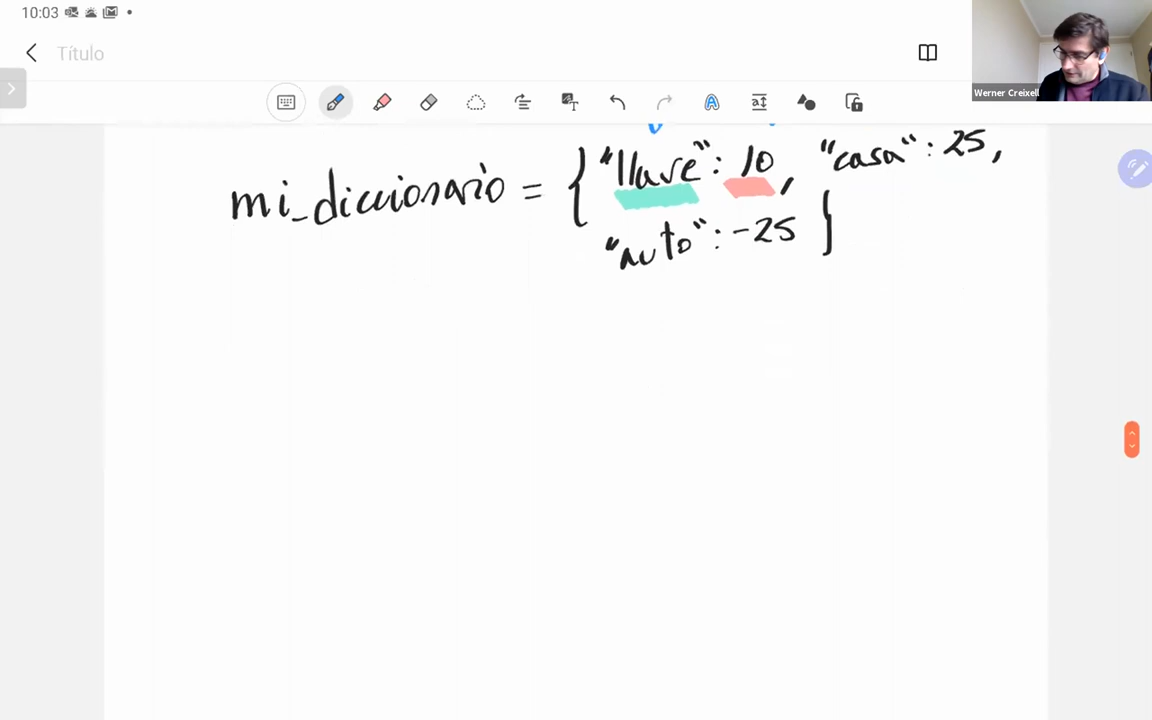 10:03
Título
Werner Creixell
mi_diccionario = { "llave": 10, "casa": 25,
"auto": -25 }